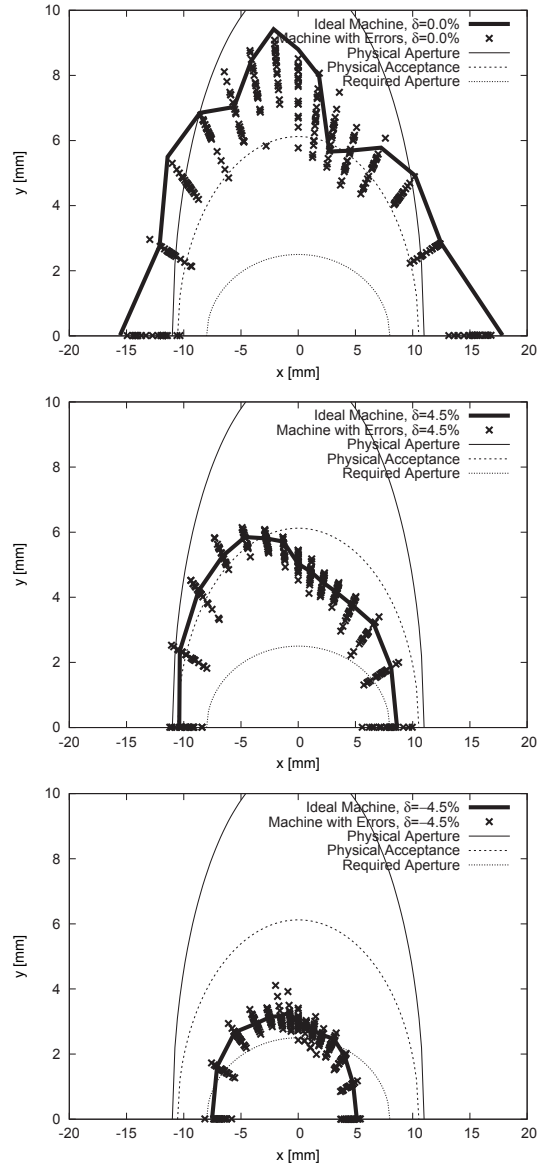 10
8
6
4
2
0
y [mm]
Ideal Machine, δ=0.0%
Machine with Errors, δ=0.0%
Physical Aperture
Physical Acceptance
Required Aperture
-20 -15 -10 -5 0 5 10 15 20
x [mm]
10
8
6
4
2
0
y [mm]
Ideal Machine, δ=4.5%
Machine with Errors, δ=4.5%
Physical Aperture
Physical Acceptance
Required Aperture
-20 -15 -10 -5 0 5 10 15 20
x [mm]
10
8
6
4
2
0
y [mm]
Ideal Machine, δ=−4.5%
Machine with Errors, δ=−4.5%
Physical Aperture
Physical Acceptance
Required Aperture
-20 -15 -10 -5 0 5 10 15 20
x [mm]